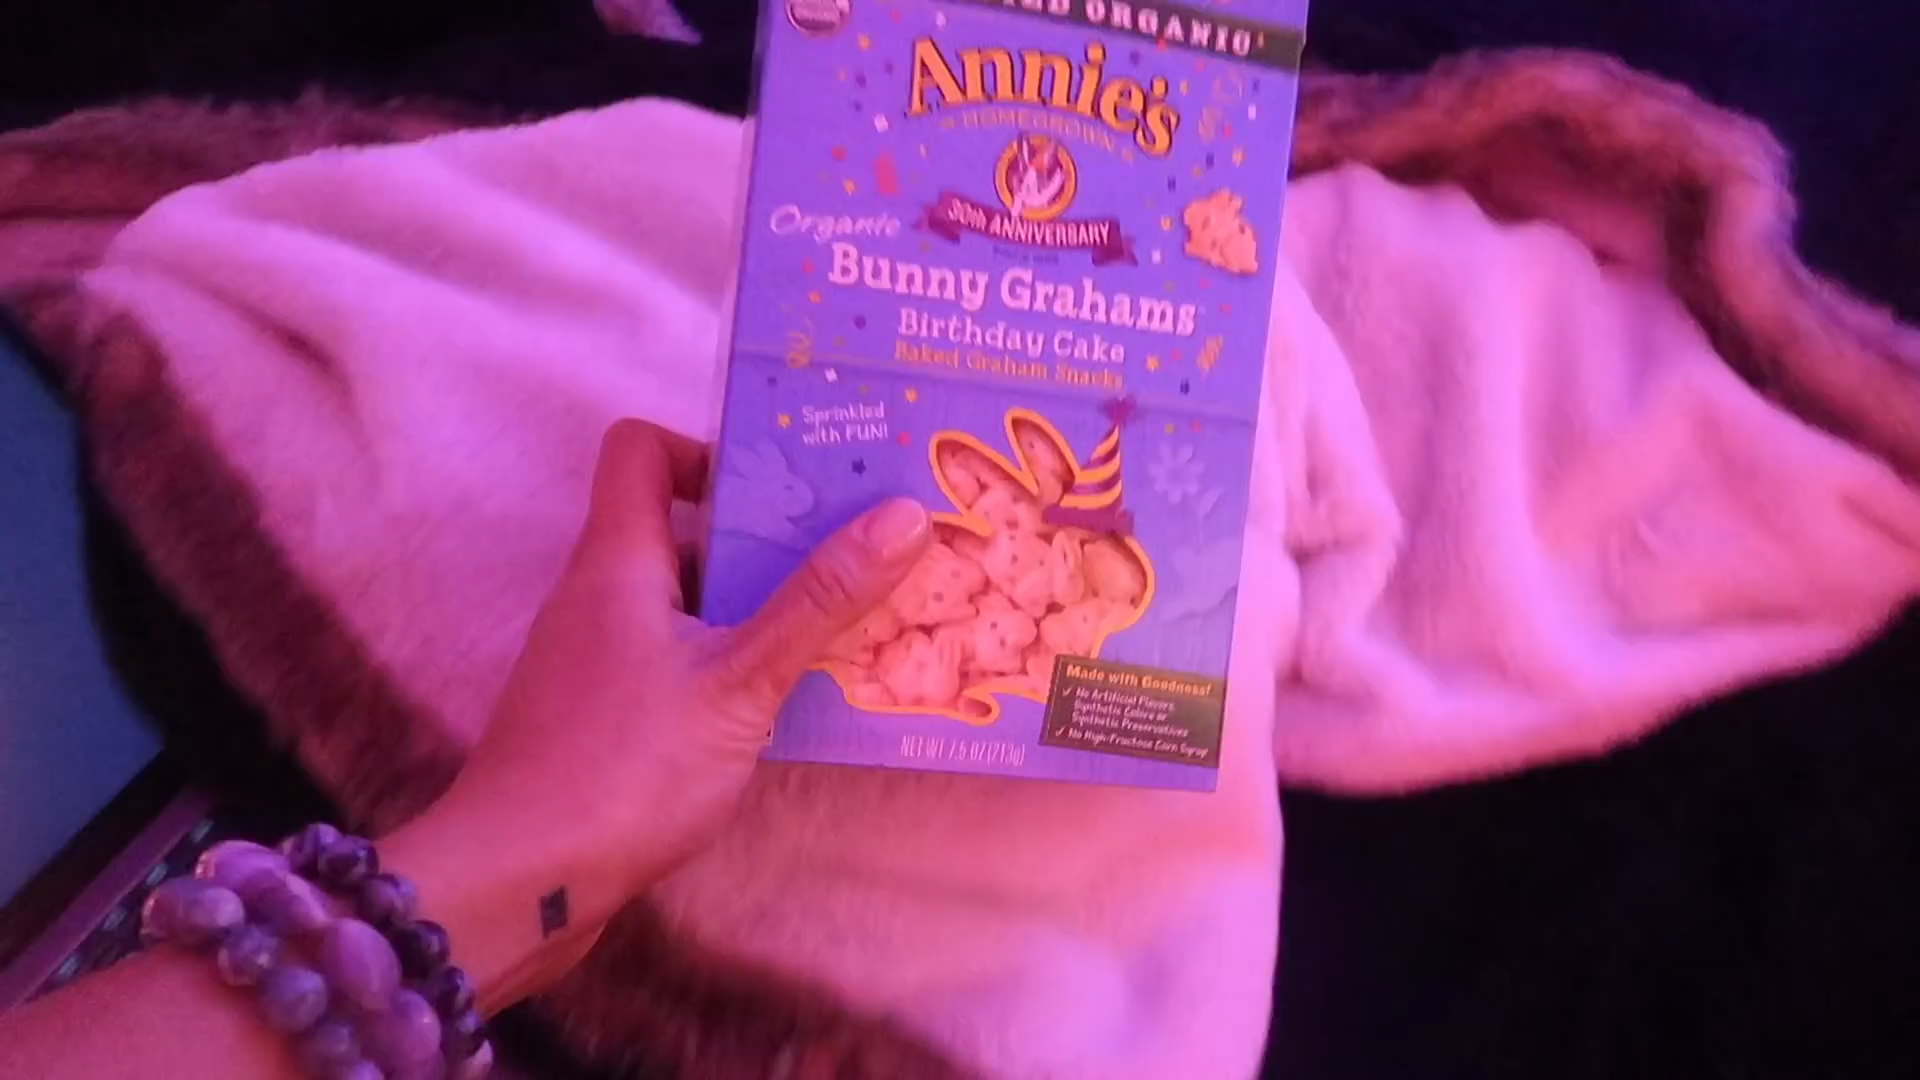 ORGANIC
Annie's
HOMEGROWN
30th ANNIVERSARY
Organic
Bunny Grahams
Birthday Cake
Baked Graham Snacks
Sprinkled
with FUN!
Made with Goodness!
✓ No Artificial Flavors,
Synthetic Colors or
Synthetic Preservatives
✓ No High-Fructose Corn Syrup
NET WT 7.5 OZ (213g)